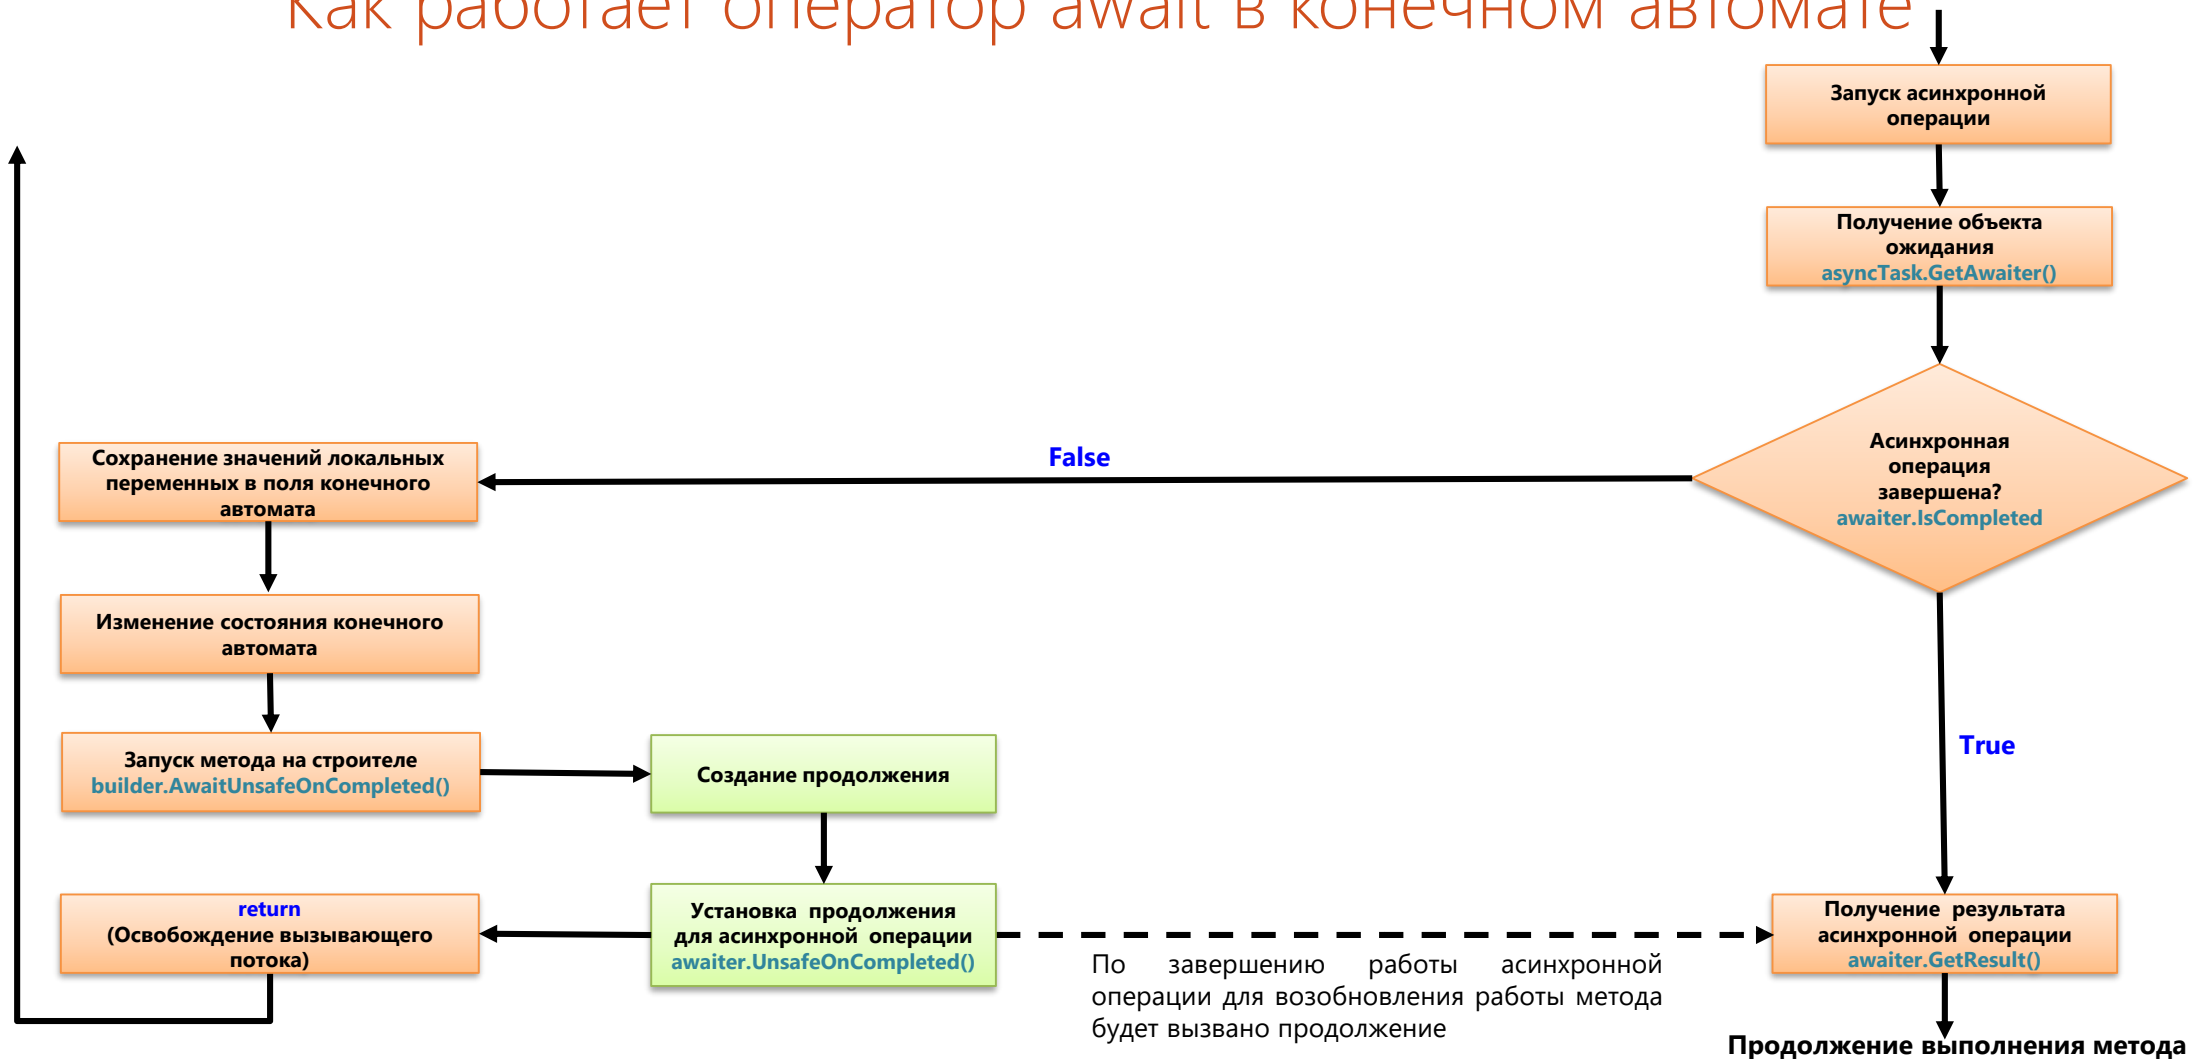 Как работает оператор await в конечном автомате
Запуск асинхронной
операции
Получение объекта
ожидания
asyncTask.GetAwaiter()
Асинхронная
операция
завершена?
awaiter.IsCompleted
False
True
Сохранение значений локальных
переменных в поля конечного
автомата
Изменение состояния конечного
автомата
Запуск метода на строителе
builder.AwaitUnsafeOnCompleted()
Создание продолжения
Установка продолжения
для асинхронной операции
awaiter.UnsafeOnCompleted()
return
(Освобождение вызывающего
потока)
По завершению работы асинхронной
операции для возобновления работы метода
будет вызвано продолжение
Получение результата
асинхронной операции
awaiter.GetResult()
Продолжение выполнения метода